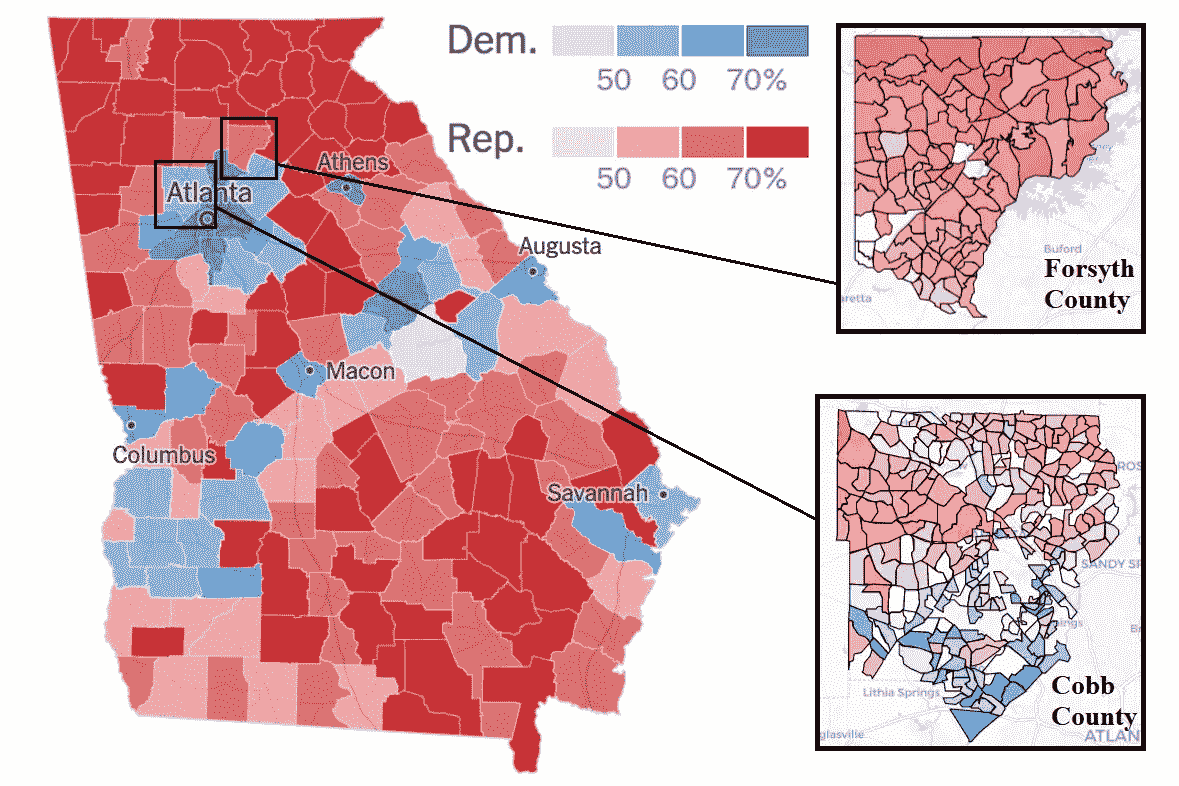 Dem.
50 60 70%
Rep.
50 60 70%
Athens
Atlanta
Augusta
Macon
Columbus
Savannah
Buford
Forsyth
County
aretta
ROS
SANDY SP
ings
Lithia Springs
Cobb
County
glasville
ATLAN